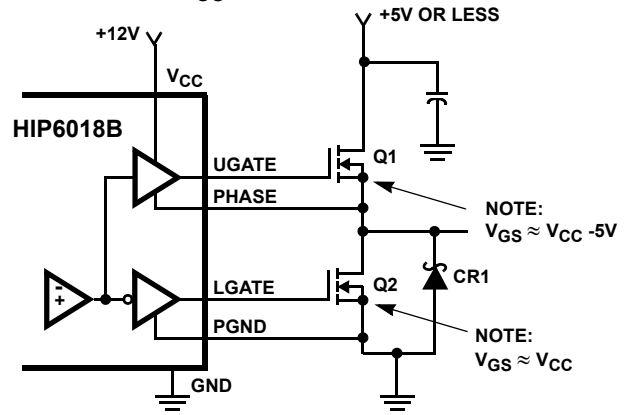 +5V OR LESS
+12V
VCC
HIP6018B
UGATE
Q1
PHASE
NOTE:
VGS ≈ VCC -5V
-
+
LGATE
Q2
CR1
PGND
NOTE:
VGS ≈ VCC
GND